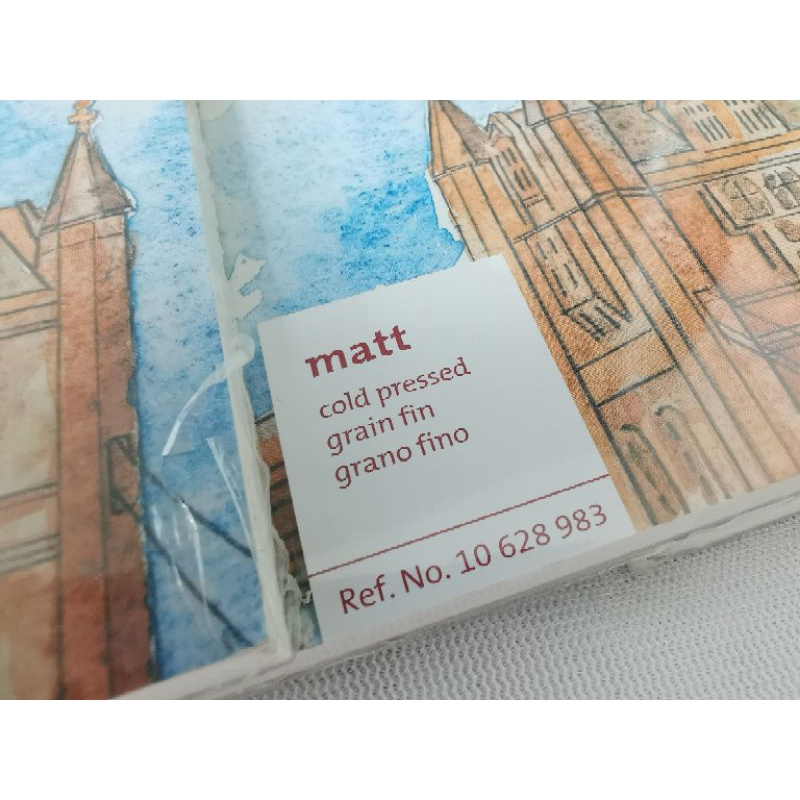 matt
cold pressed
grain fin
grano fino
Ref. No. 10 628 983